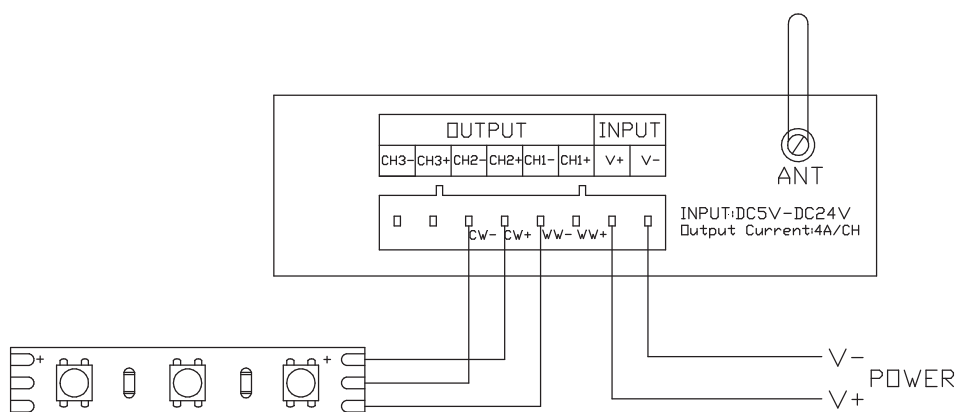 OUTPUT INPUT
CH3- CH3+ CH2- CH2+ CH1- CH1+ V+ V-
ANT
INPUT:DC5V-DC24V
Output Current:4A/CH
CW- CW+ WW- WW+
+ +
V-
POWER
V+